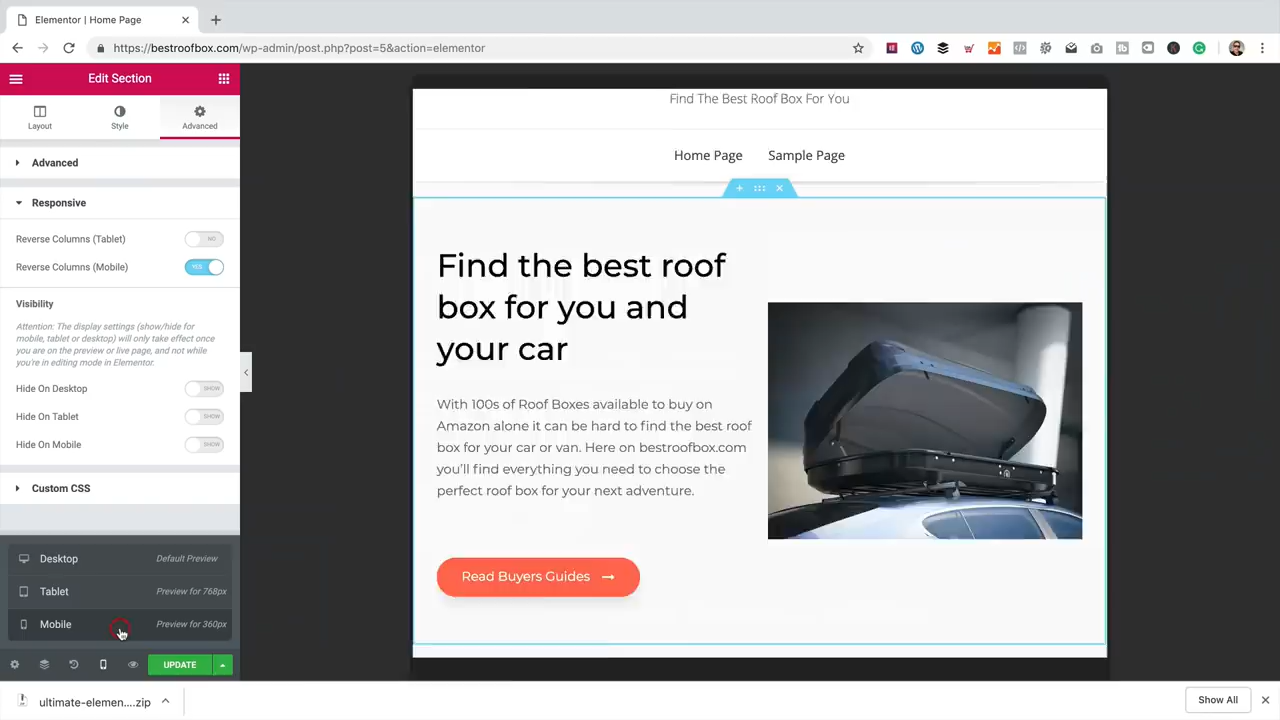 Elementor | Home Page
https://bestroofbox.com/wp-admin/post.php?post=5&action=elementor
Edit Section
Layout
Style
Advanced
Advanced
Responsive
Reverse Columns (Tablet)
NO
Reverse Columns (Mobile)
YES
Visibility
Attention: The display settings (show/hide for
mobile, tablet or desktop) will only take effect once
you are on the preview or live page, and not while
you're in editing mode in Elementor.
Hide On Desktop
SHOW
Hide On Tablet
SHOW
Hide On Mobile
SHOW
Custom CSS
Desktop
Default Preview
Tablet
Preview for 768px
Mobile
Preview for 360px
UPDATE
Find The Best Roof Box For You
Home Page
Sample Page
Find the best roof
box for you and
your car
With 100s of Roof Boxes available to buy on
Amazon alone it can be hard to find the best roof
box for your car or van. Here on bestroofbox.com
you'll find everything you need to choose the
perfect roof box for your next adventure.
Read Buyers Guides
ultimate-elemen....zip
Show All